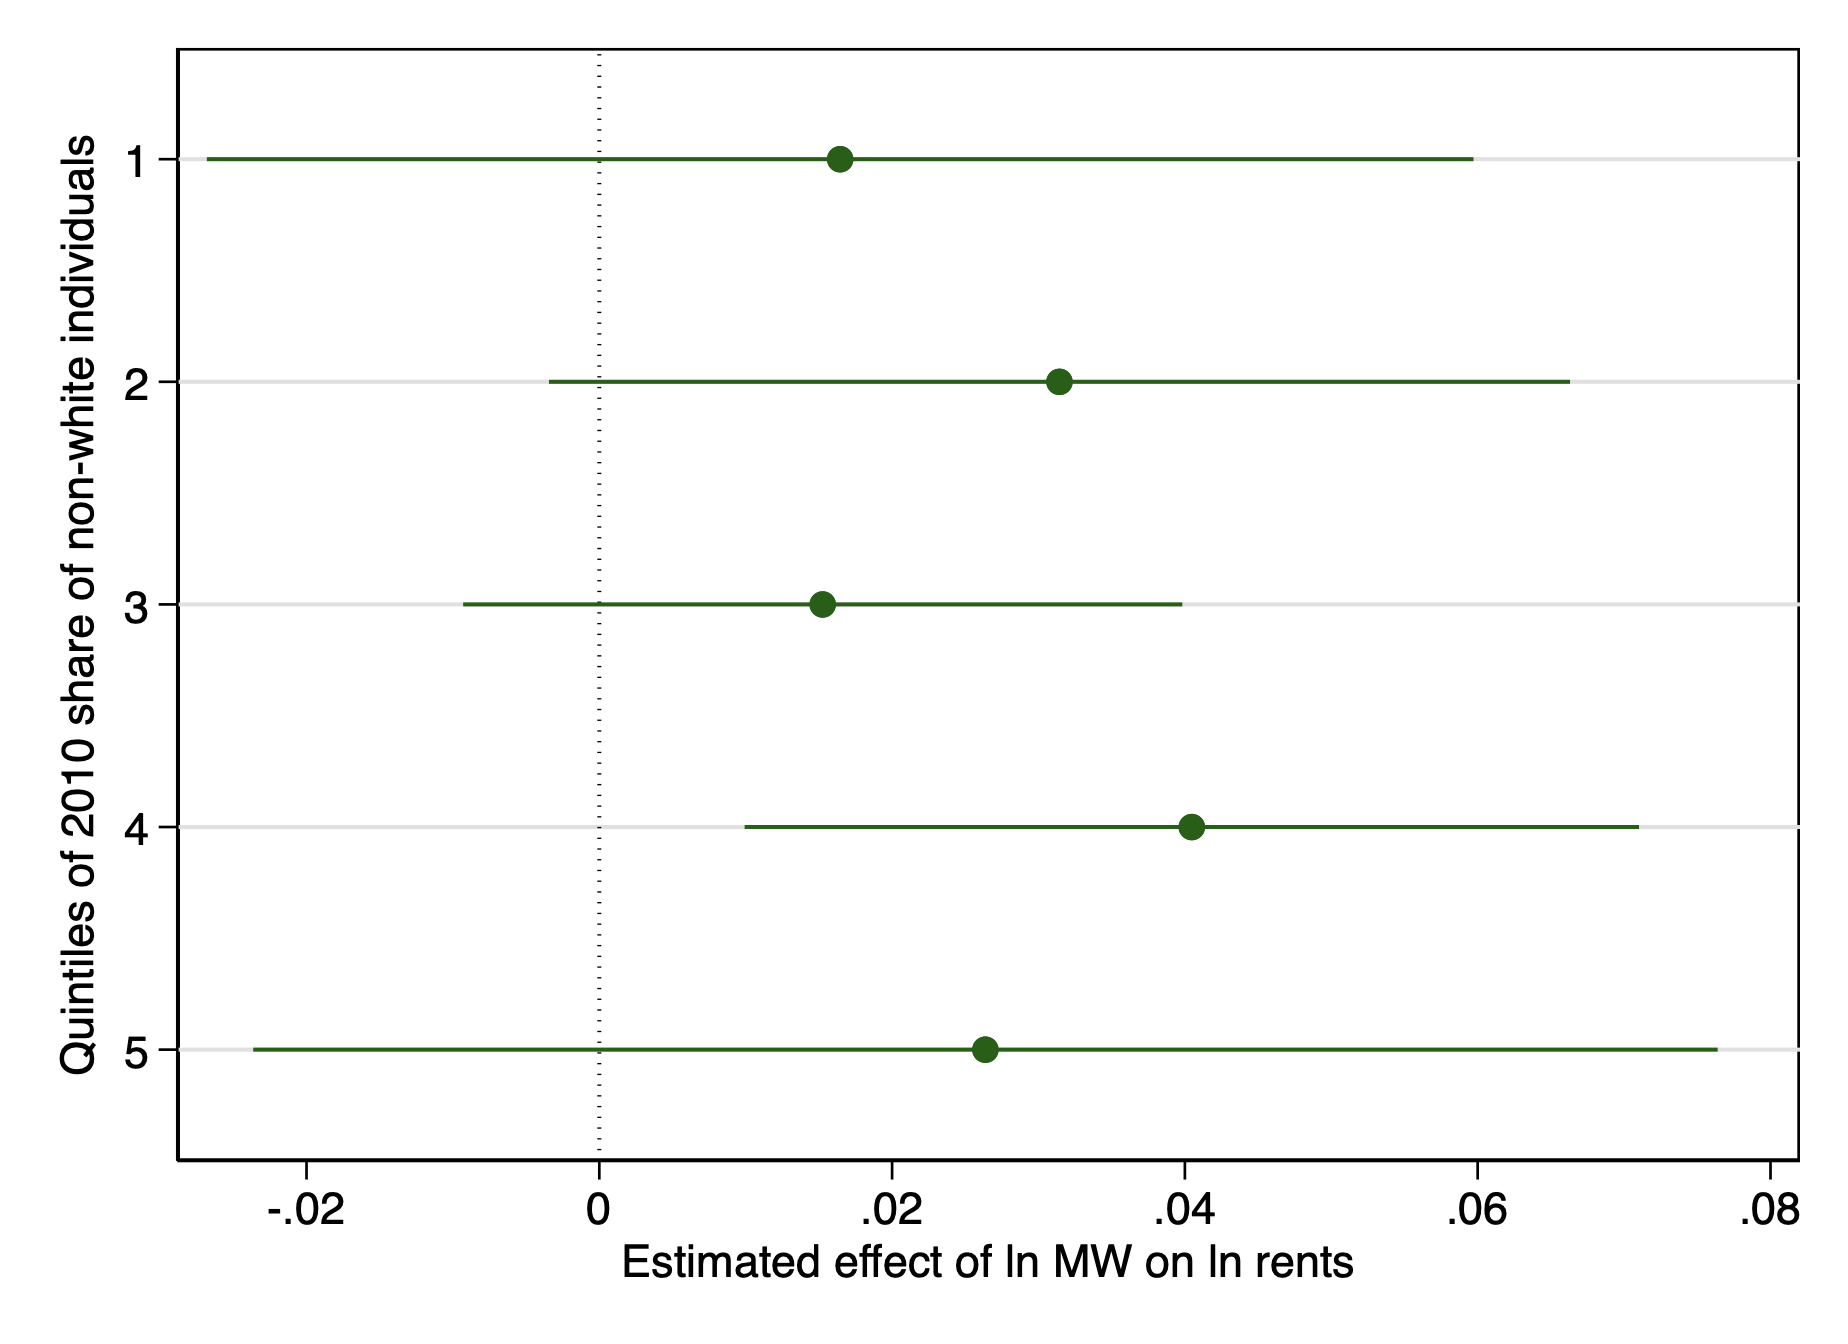 Quintiles of 2010 share of non-white individuals
1
2
3
4
5
-.02 0 .02 .04 .06 .08
Estimated effect of ln MW on ln rents